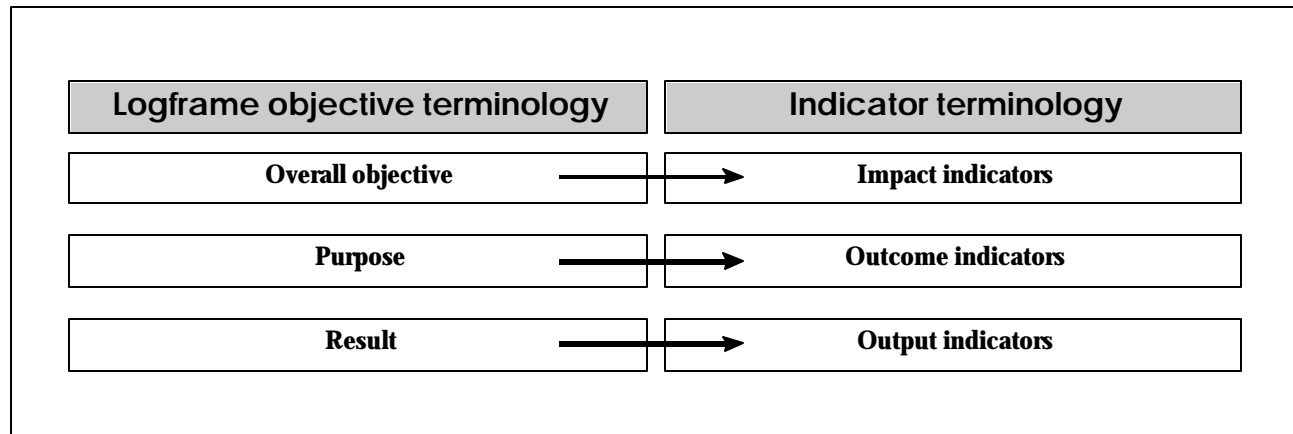 Logframe objective terminology
Indicator terminology
Overall objective
Impact indicators
Purpose
Outcome indicators
Result
Output indicators